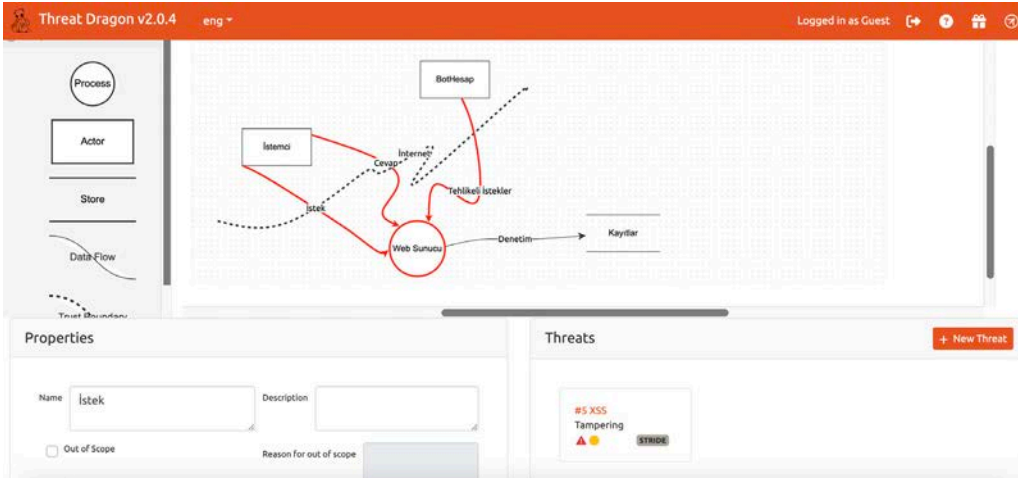 Threat Dragon v2.0.4
eng
Logged in as Guest
Process
Actor
Store
Data Flow
Trust Boundary
BotHesap
İstemci
İnternet
Cevap
Tehlikeli İstekler
İstek
Web Sunucu
Denetim
Kayıtlar
Properties
Name
İstek
Description
Out of Scope
Reason for out of scope
Threats
+ New Threat
#5 XSS
Tampering
STRIDE